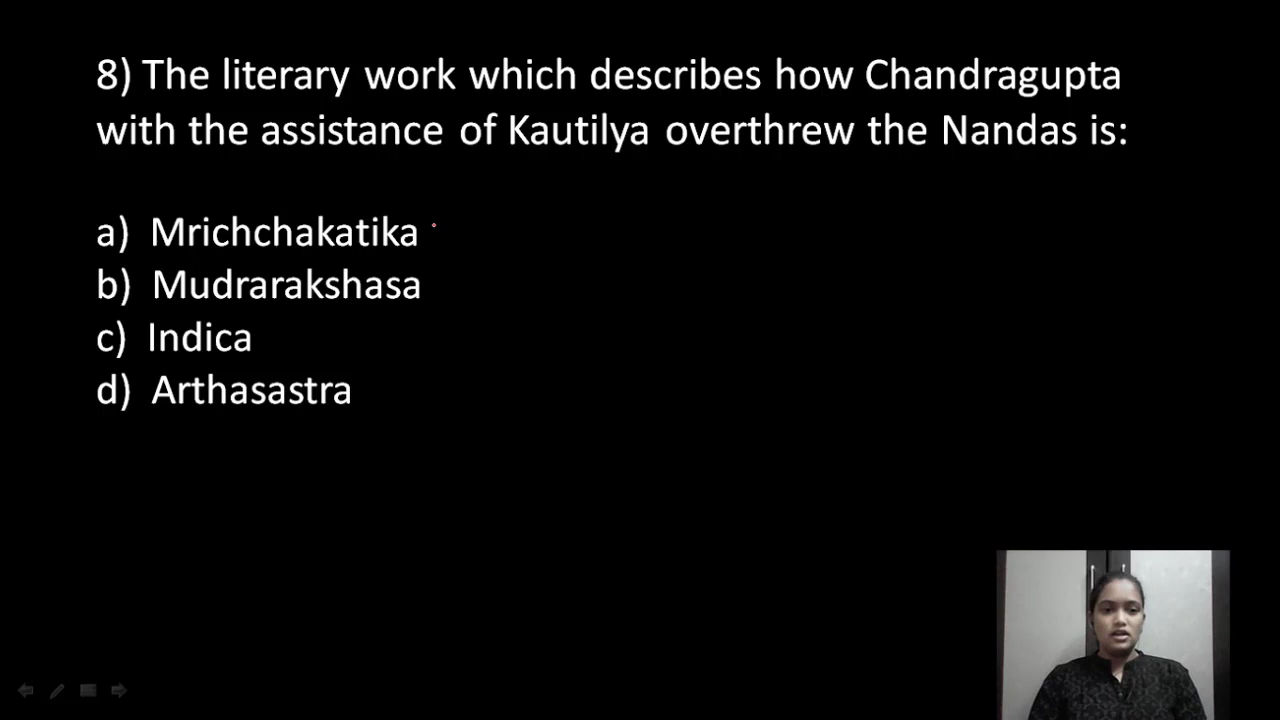 8) The literary work which describes how Chandragupta
with the assistance of Kautilya overthrew the Nandas is:
a) Mrichchakatika
b) Mudrarakshasa
c) Indica
d) Arthasastra